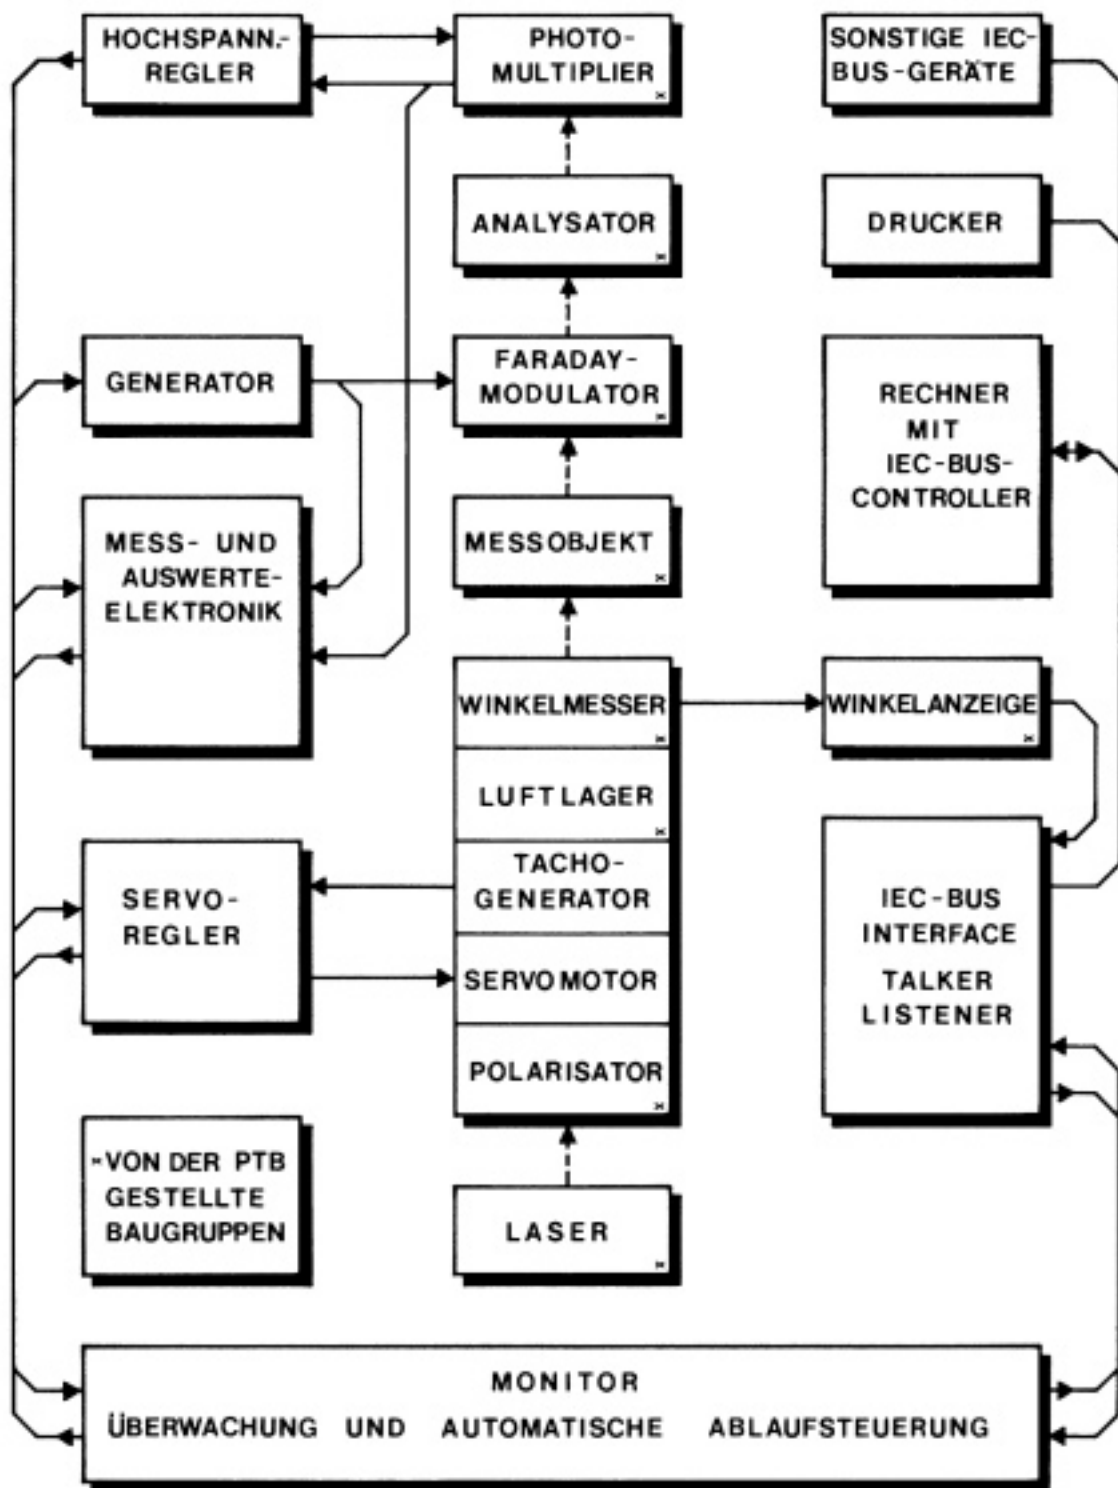 HOCHSPANN.-
REGLER
PHOTO-
MULTIPLIER
×
SONSTIGE IEC-
BUS-GERÄTE
ANALYSATOR
×
DRUCKER
GENERATOR
FARADAY-
MODULATOR
×
RECHNER
MIT
IEC-BUS-
CONTROLLER
MESS- UND
AUSWERTE-
ELEKTRONIK
MESSOBJEKT
×
WINKELMESSER
×
WINKELANZEIGE
×
LUFTLAGER
×
TACHO-
GENERATOR
SERVO-
REGLER
SERVOMOTOR
IEC-BUS
INTERFACE
TALKER
LISTENER
POLARISATOR
×
×VON DER PTB
GESTELLTE
BAUGRUPPEN
LASER
×
MONITOR
ÜBERWACHUNG UND AUTOMATISCHE ABLAUFSTEUERUNG